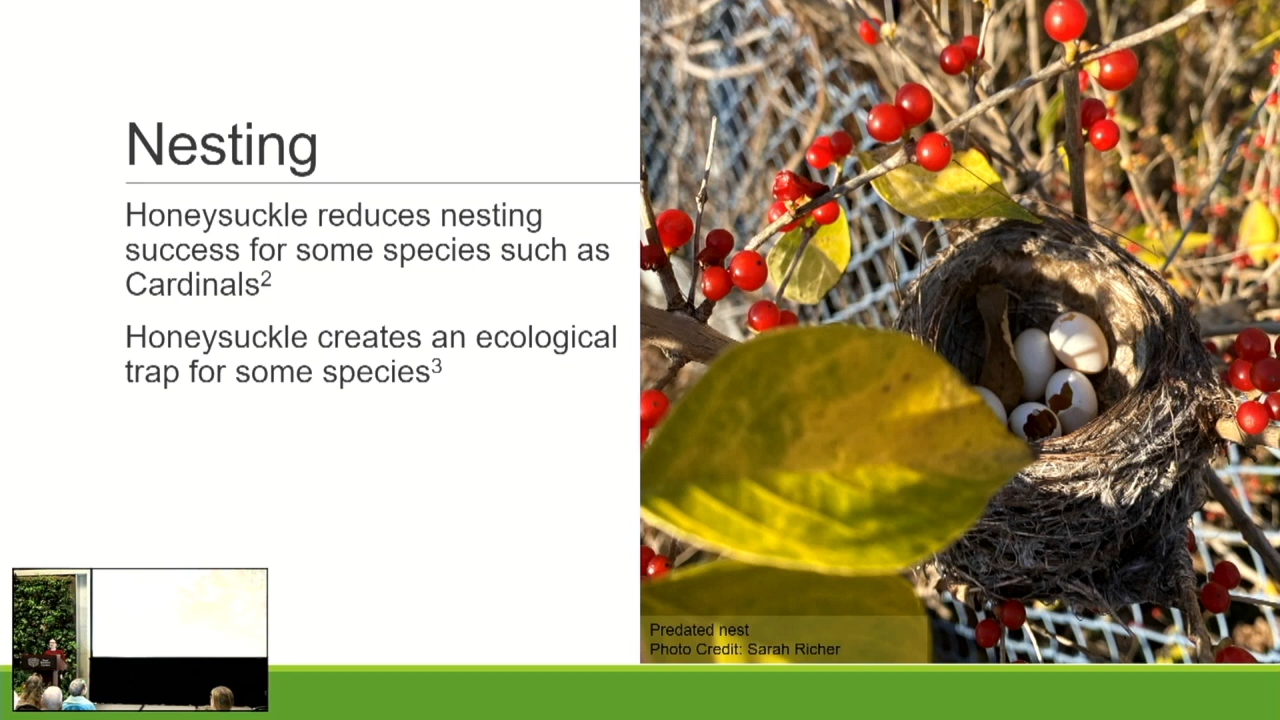 Nesting
Honeysuckle reduces nesting
success for some species such as
Cardinals²
Honeysuckle creates an ecological
trap for some species³
Predated nest
Photo Credit: Sarah Richer